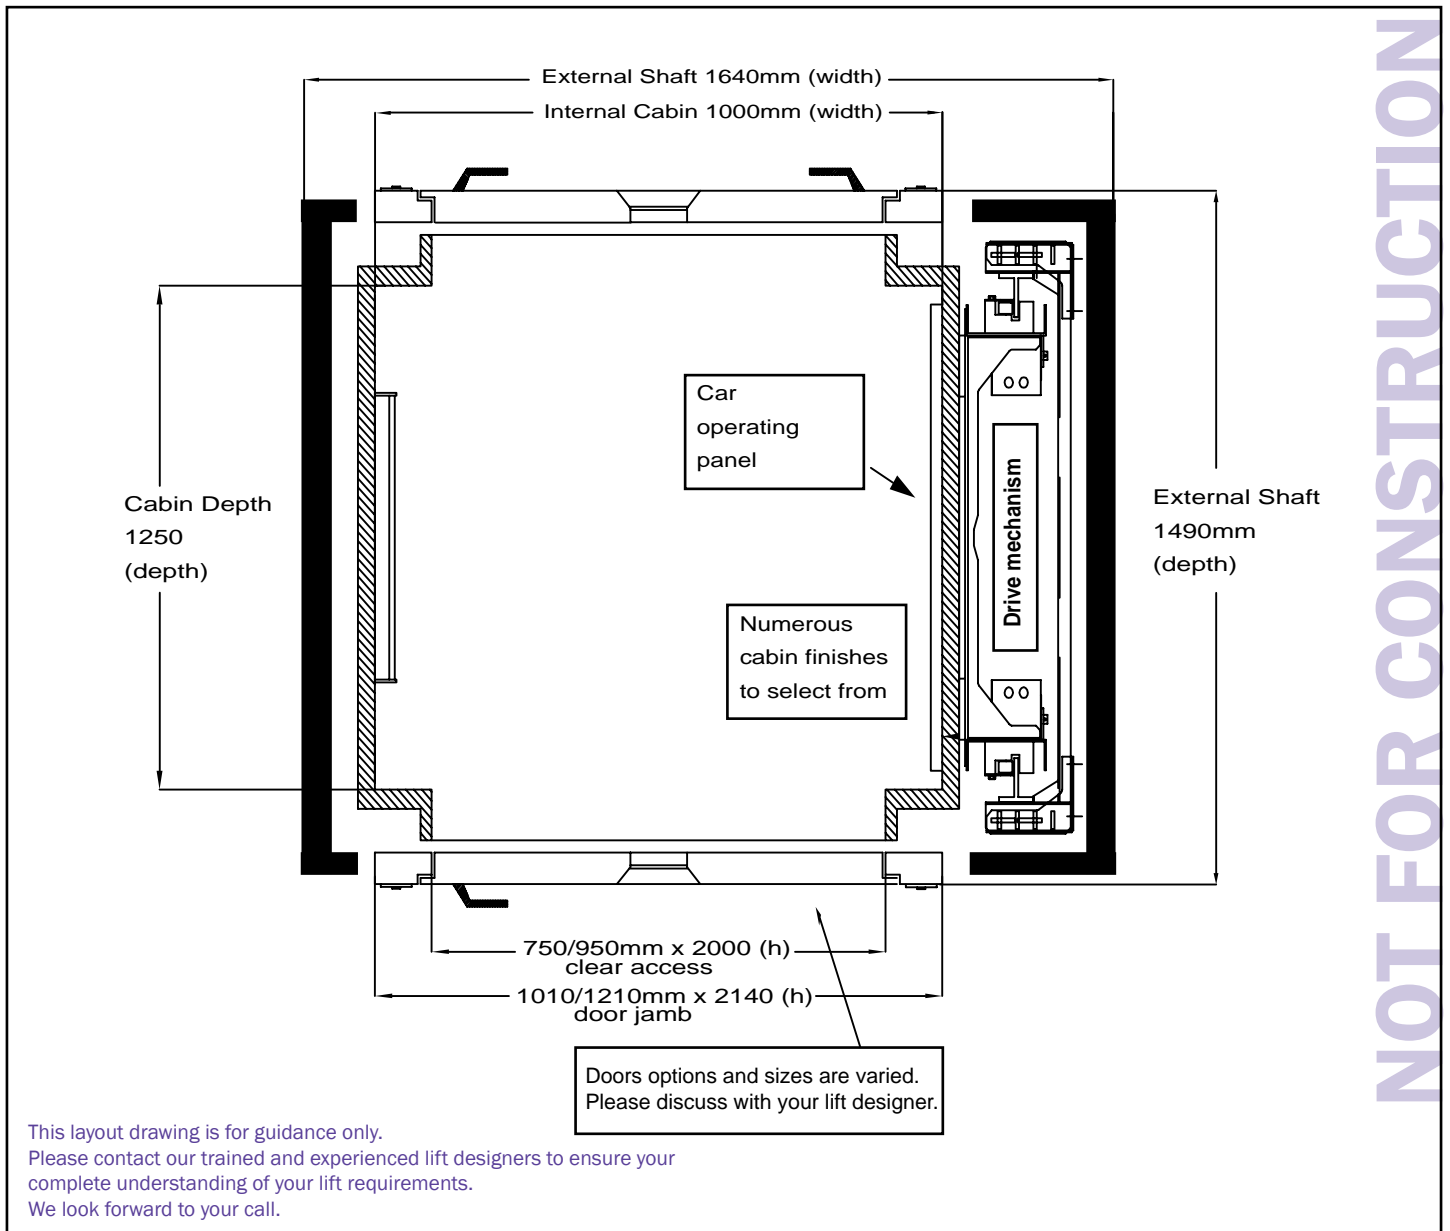 External Shaft 1640mm (width)
Internal Cabin 1000mm (width)
Car
operating
panel
Cabin Depth
1250
(depth)
Drive mechanism
External Shaft
1490mm
(depth)
Numerous
cabin finishes
to select from
750/950mm x 2000 (h)
clear access
1010/1210mm x 2140 (h)
door jamb
Doors options and sizes are varied.
Please discuss with your lift designer.
This layout drawing is for guidance only.
Please contact our trained and experienced lift designers to ensure your
complete understanding of your lift requirements.
We look forward to your call.
NOT FOR CONSTRUCTION